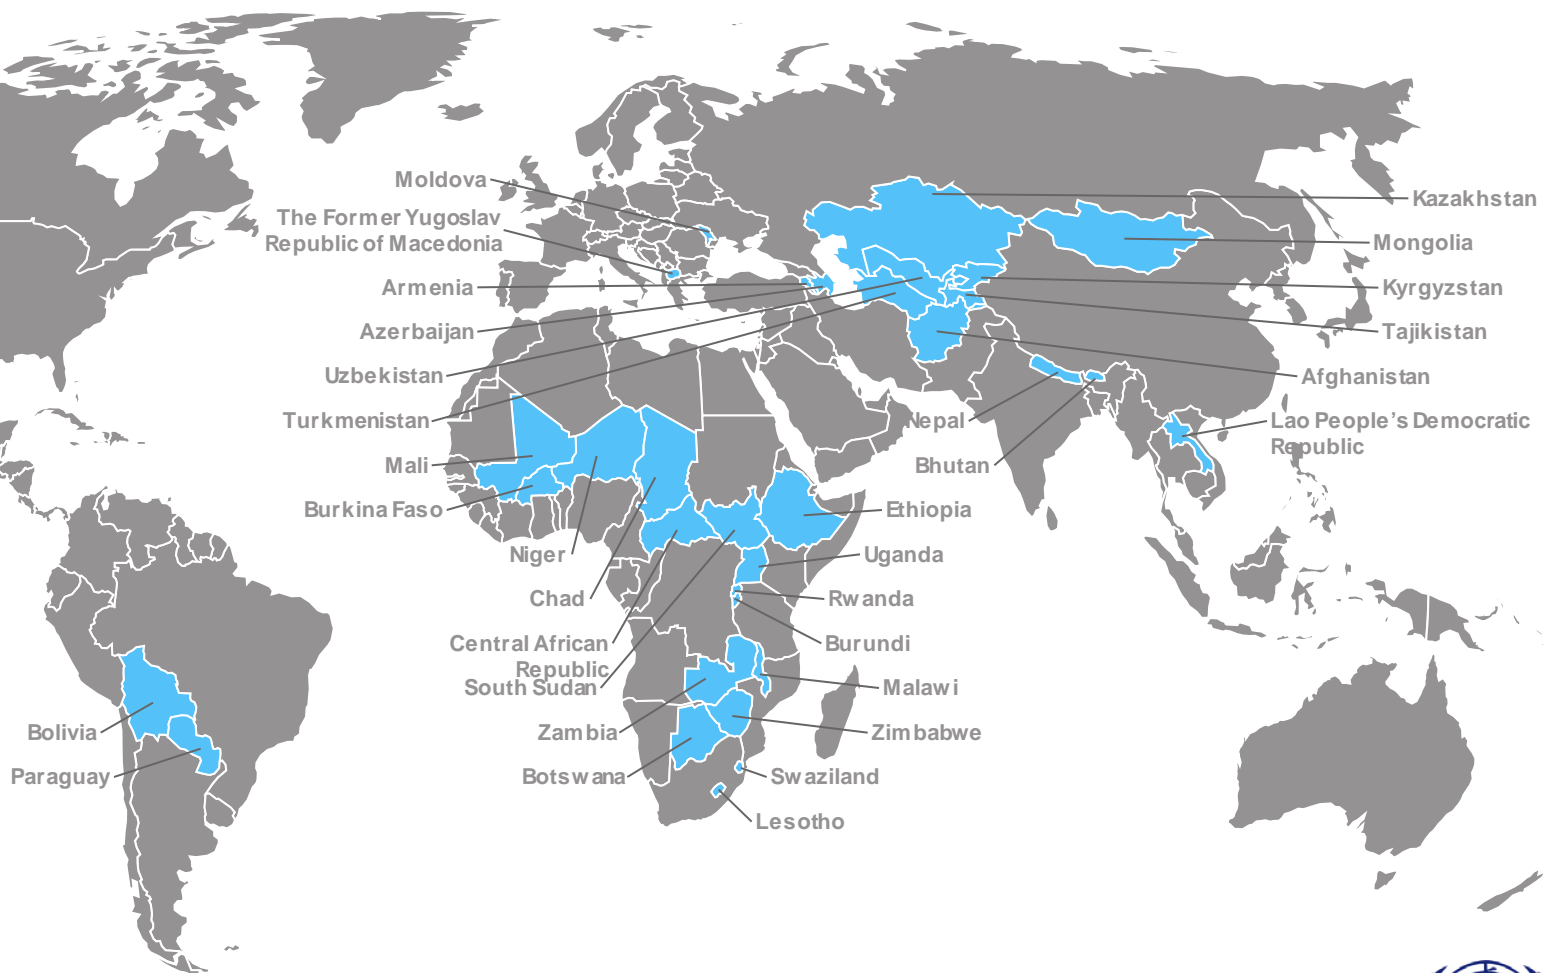 Moldova
The Former Yugoslav
Republic of Macedonia
Armenia
Azerbaijan
Uzbekistan
Turkmenistan
Mali
Burkina Faso
Niger
Chad
Central African
Republic
South Sudan
Zambia
Botswana
Bolivia
Paraguay
Kazakhstan
Mongolia
Kyrgyzstan
Tajikistan
Afghanistan
Nepal
Lao People’s Democratic
Republic
Bhutan
Ethiopia
Uganda
Rwanda
Burundi
Malawi
Zimbabwe
Swaziland
Lesotho